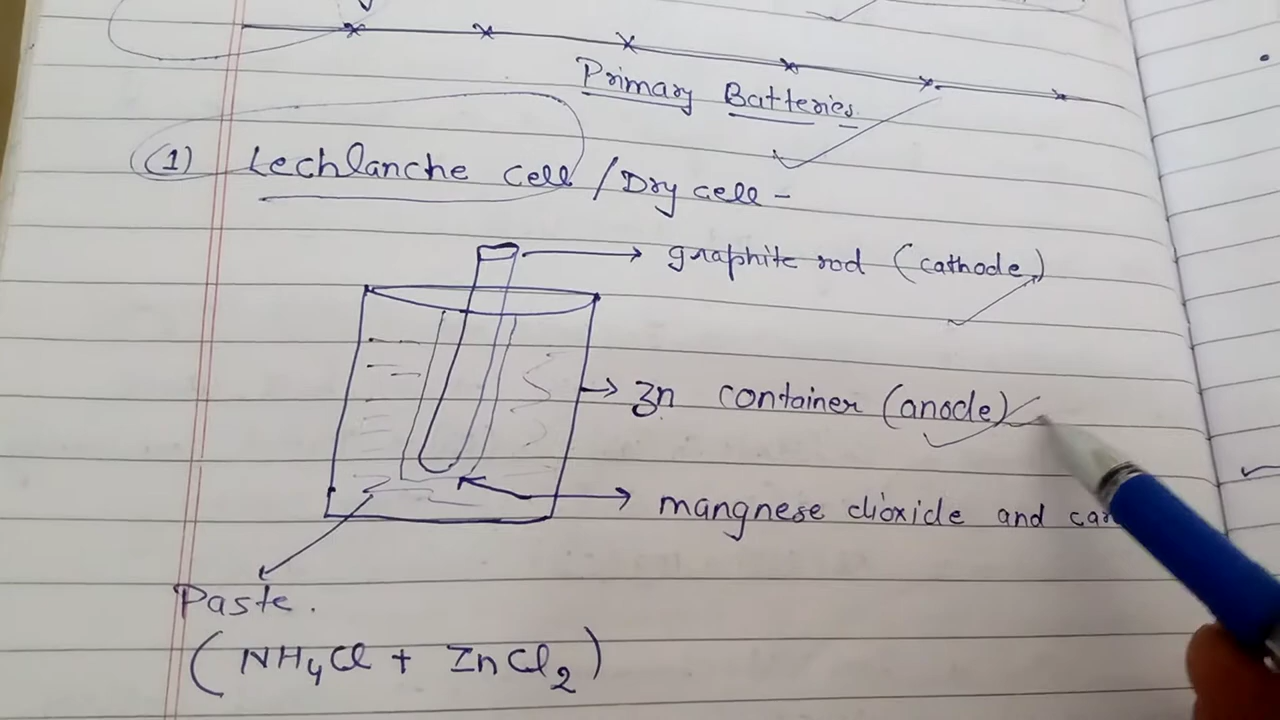 Primary Batteries.
(1) Lechlanche cell / Dry cell -
graphite rod (cathode)
Zn container (anode)
mangnese dioxide and
Paste.
(NH4Cl + ZnCl2)